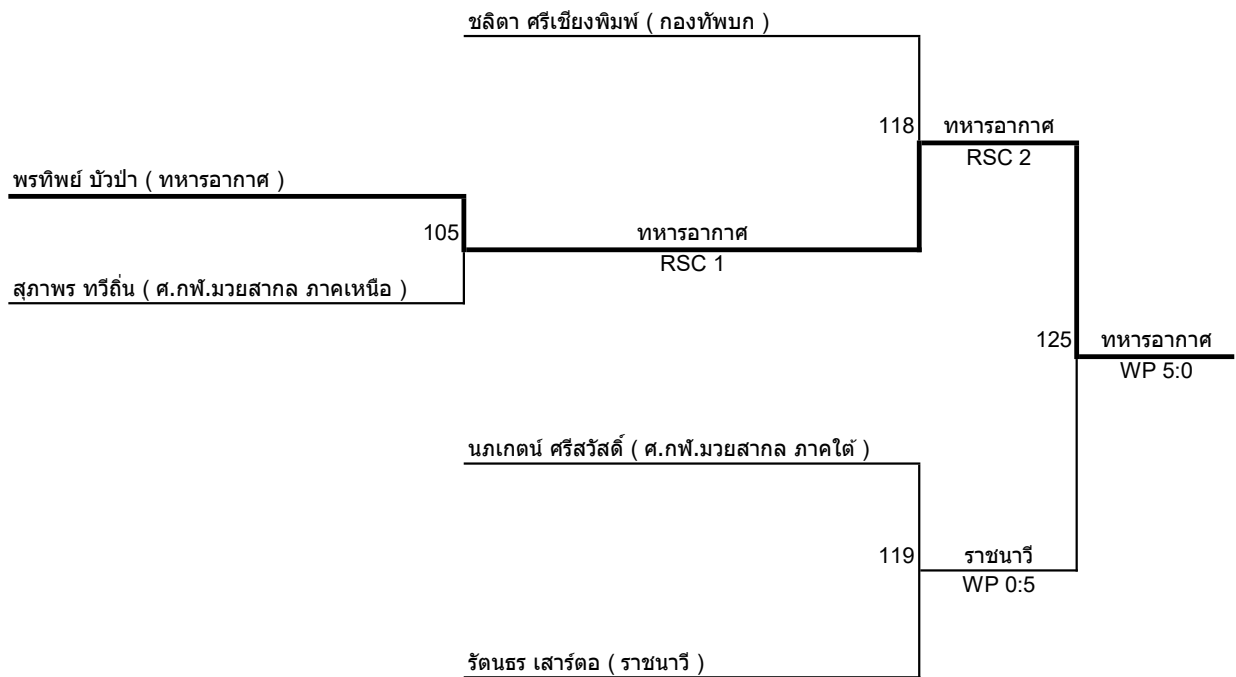 ชลิตา ศรีเชียงพิมพ์ ( กองทัพบก )
118 ทหารอากาศ
RSC 2
พรทิพย์ บัวป่า ( ทหารอากาศ )
105 ทหารอากาศ
RSC 1
สุภาพร ทวีถิ่น ( ศ.กฬ.มวยสากล ภาคเหนือ )
125 ทหารอากาศ
WP 5:0
นภเกตน์ ศรีสวัสดิ์ ( ศ.กฬ.มวยสากล ภาคใต้ )
119 ราชนาวี
WP 0:5
รัตนธร เสาร์ตอ ( ราชนาวี )